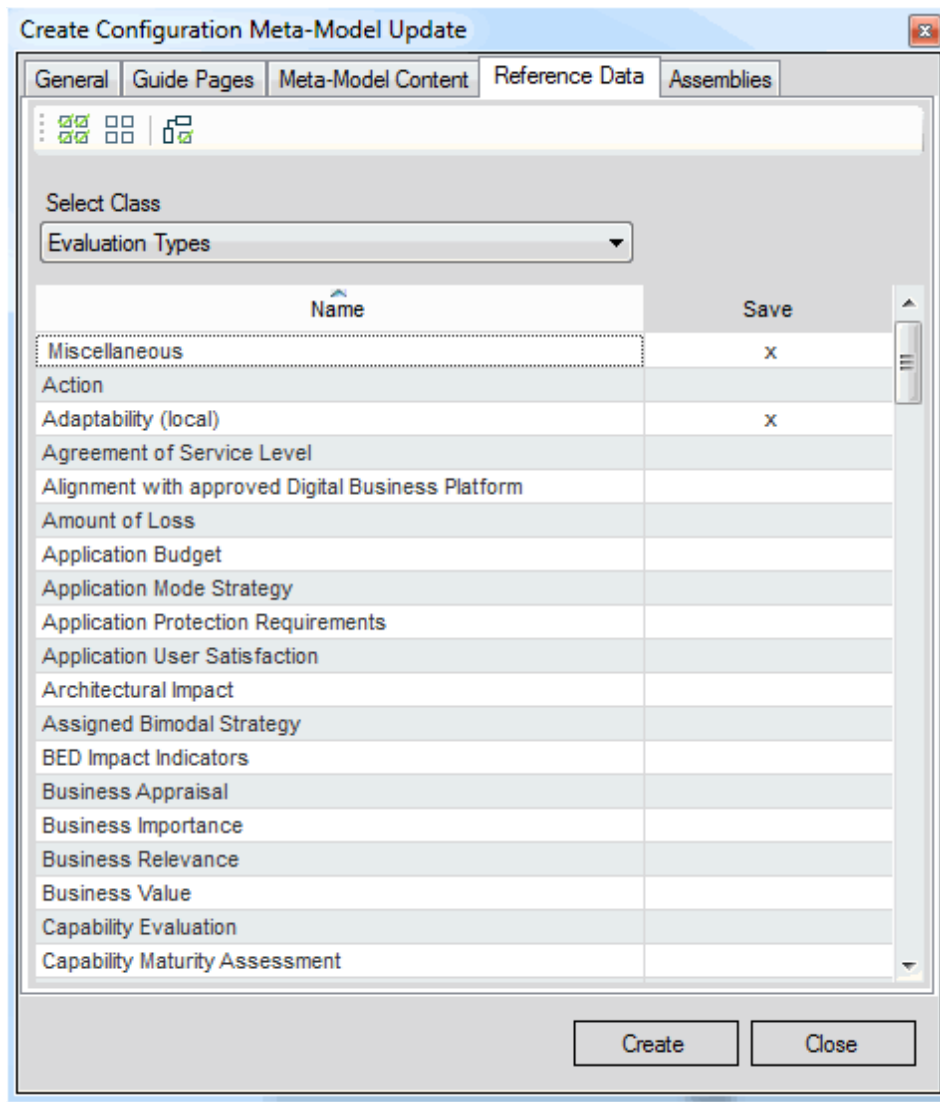 Create Configuration Meta-Model Update
General Guide Pages Meta-Model Content Reference Data Assemblies
Select Class
Evaluation Types
Name Save
Miscellaneous x
Action
Adaptability (local) x
Agreement of Service Level
Alignment with approved Digital Business Platform
Amount of Loss
Application Budget
Application Mode Strategy
Application Protection Requirements
Application User Satisfaction
Architectural Impact
Assigned Bimodal Strategy
BED Impact Indicators
Business Appraisal
Business Importance
Business Relevance
Business Value
Capability Evaluation
Capability Maturity Assessment
Create Close